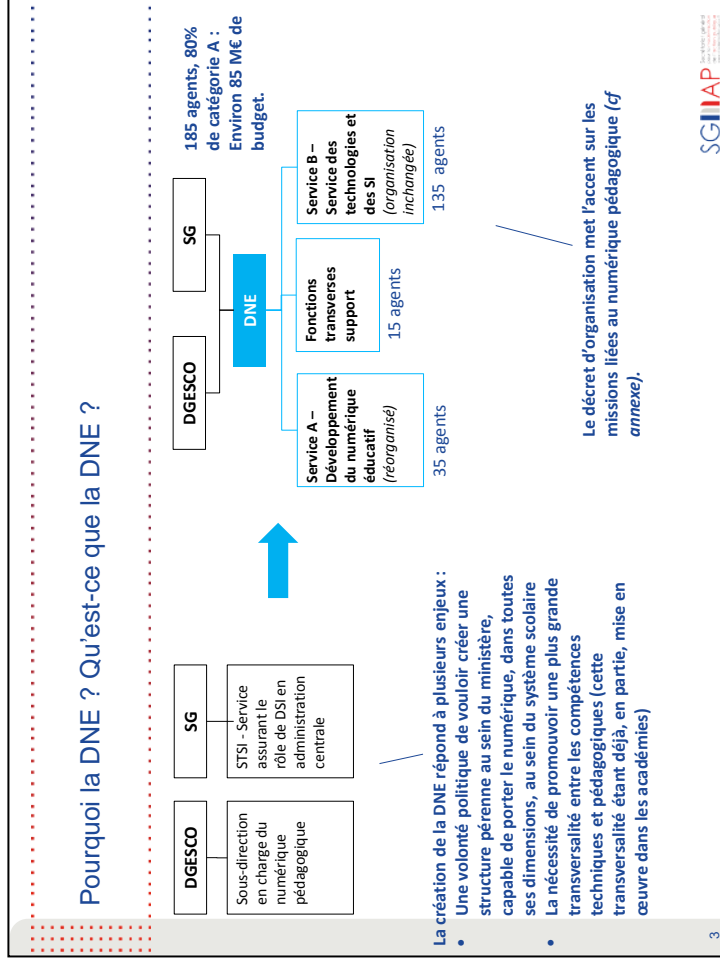 Pourquoi la DNE ? Qu'est-ce que la DNE ?
DGESCO
SG
Sous-direction
en charge du
numérique
pédagogique
STSI - Service
assurant le
rôle de DSI en
administration
centrale
DGESCO
SG
DNE
185 agents, 80%
de catégorie A :
Environ 85 M€ de
budget.
Service A –
Développement
du numérique
éducatif
(réorganisé)
35 agents
Fonctions
transverses
support
15 agents
Service B –
Service des
technologies et
des SI
(organisation
inchangée)
135 agents
La création de la DNE répond à plusieurs enjeux :
• Une volonté politique de vouloir créer une
structure pérenne au sein du ministère,
capable de porter le numérique, dans toutes
ses dimensions, au sein du système scolaire
• La nécessité de promouvoir une plus grande
transversalité entre les compétences
techniques et pédagogiques (cette
transversalité étant déjà, en partie, mise en
œuvre dans les académies)
Le décret d'organisation met l'accent sur les
missions liées au numérique pédagogique (cf
annexe).
3
SGMAP